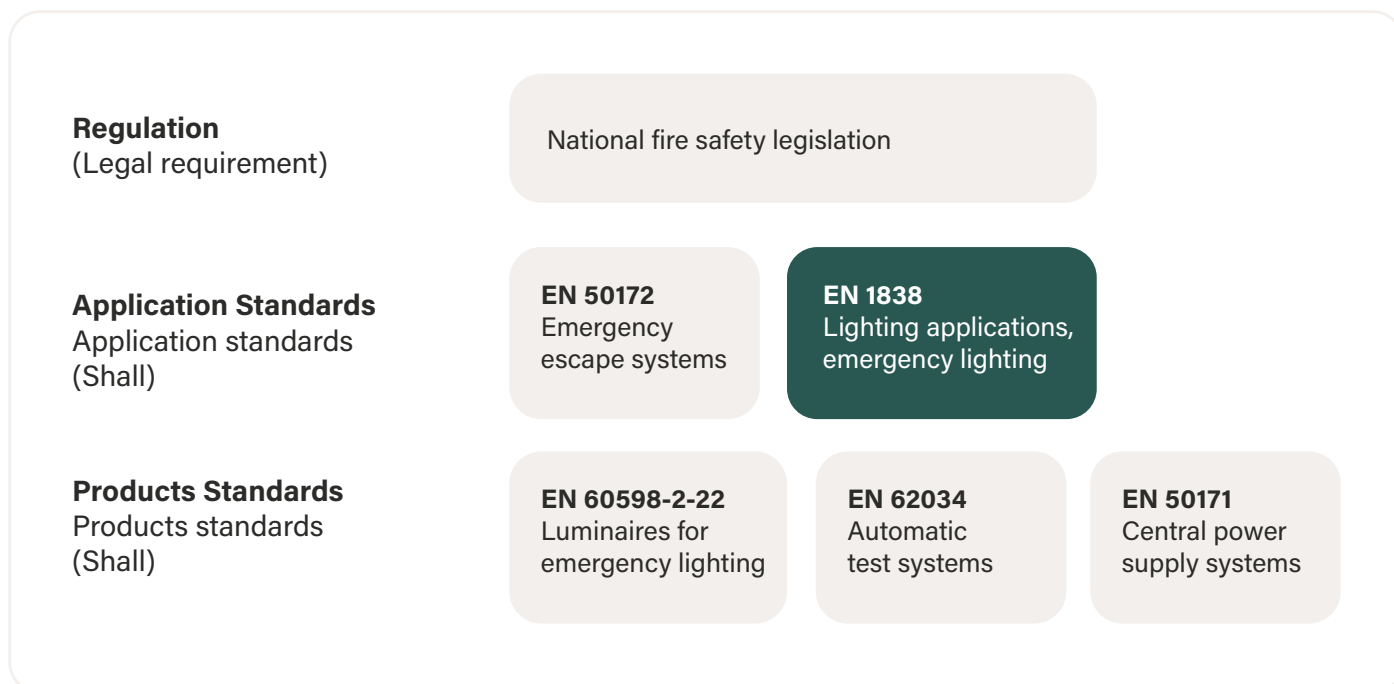 Regulation
(Legal requirement)
National fire safety legislation
Application Standards
Application standards
(Shall)
EN 50172
Emergency
escape systems
EN 1838
Lighting applications,
emergency lighting
Products Standards
Products standards
(Shall)
EN 60598-2-22
Luminaires for
emergency lighting
EN 62034
Automatic
test systems
EN 50171
Central power
supply systems